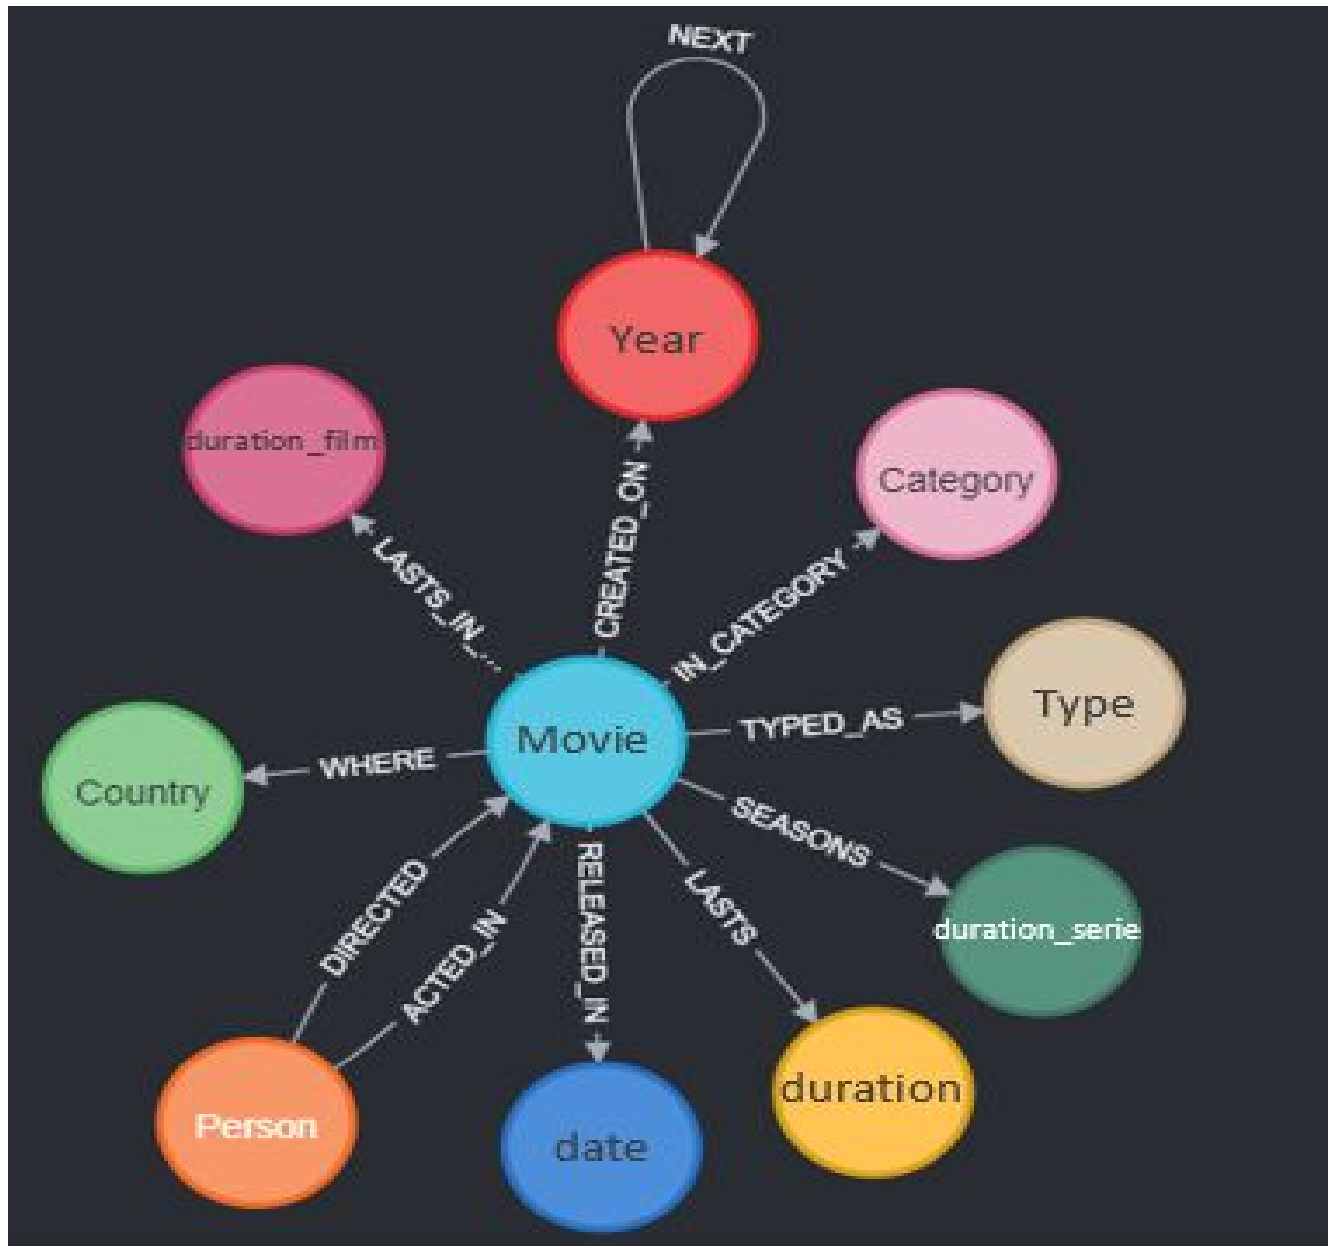 NEXT
Year
duration_film
Category
CREATED_ON
LASTS_IN_...
IN_CATEGORY
Type
TYPED_AS
Movie
WHERE
Country
SEASONS
duration_serie
LASTS
RELEASED_IN
DIRECTED
ACTED_IN
duration
Person
date